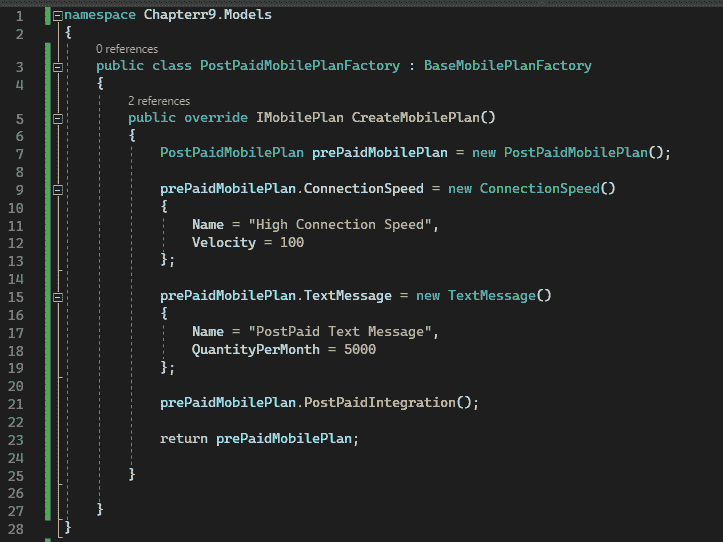 1 namespace Chapterr9.Models
2 {
0 references
3 public class PostPaidMobilePlanFactory : BaseMobilePlanFactory
4 {
2 references
5 public override IMobilePlan CreateMobilePlan()
6 {
7 PostPaidMobilePlan prePaidMobilePlan = new PostPaidMobilePlan();
8
9 prePaidMobilePlan.ConnectionSpeed = new ConnectionSpeed()
10 {
11 Name = "High Connection Speed",
12 Velocity = 100
13 };
14
15 prePaidMobilePlan.TextMessage = new TextMessage()
16 {
17 Name = "PostPaid Text Message",
18 QuantityPerMonth = 5000
19 };
20
21 prePaidMobilePlan.PostPaidIntegration();
22
23 return prePaidMobilePlan;
24
25 }
26
27 }
28 }